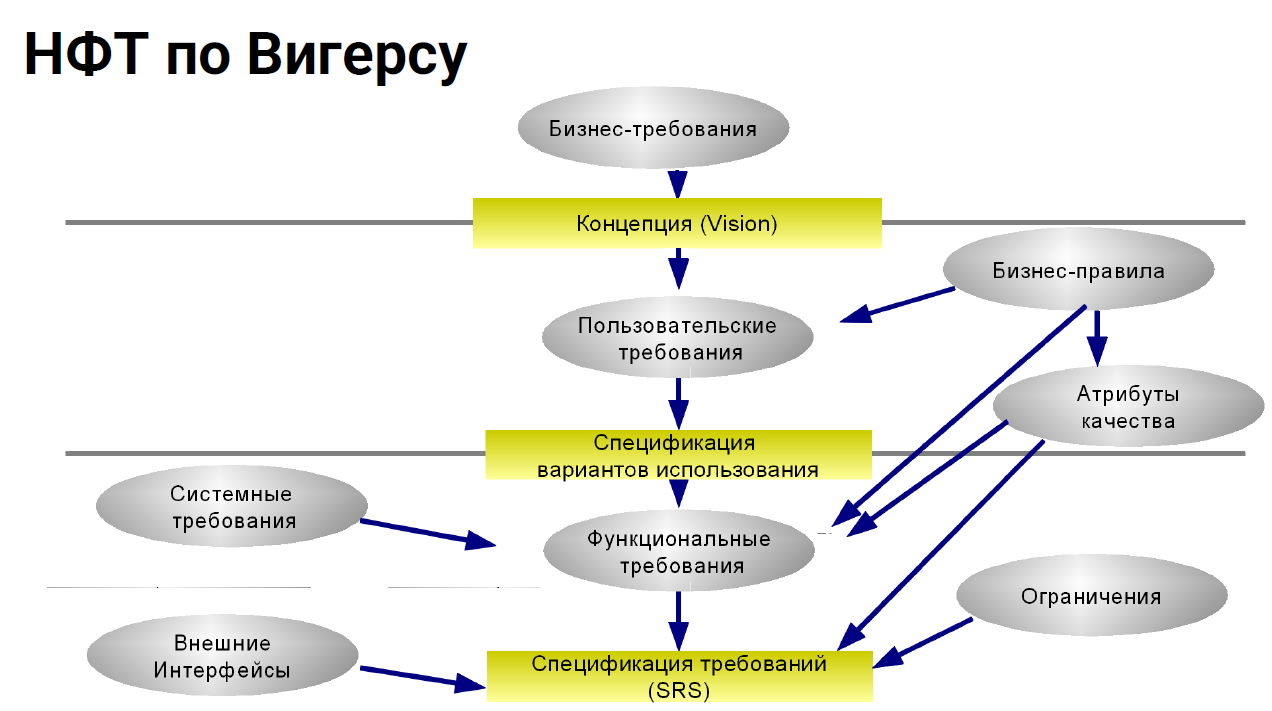 НФТ по Вигерсу
Бизнес-требования
Концепция (Vision)
Бизнес-правила
Пользовательские
требования
Атрибуты
качества
Спецификация
вариантов использования
Системные
требования
Функциональные
требования
Ограничения
Внешние
Интерфейсы
Спецификация требований
(SRS)